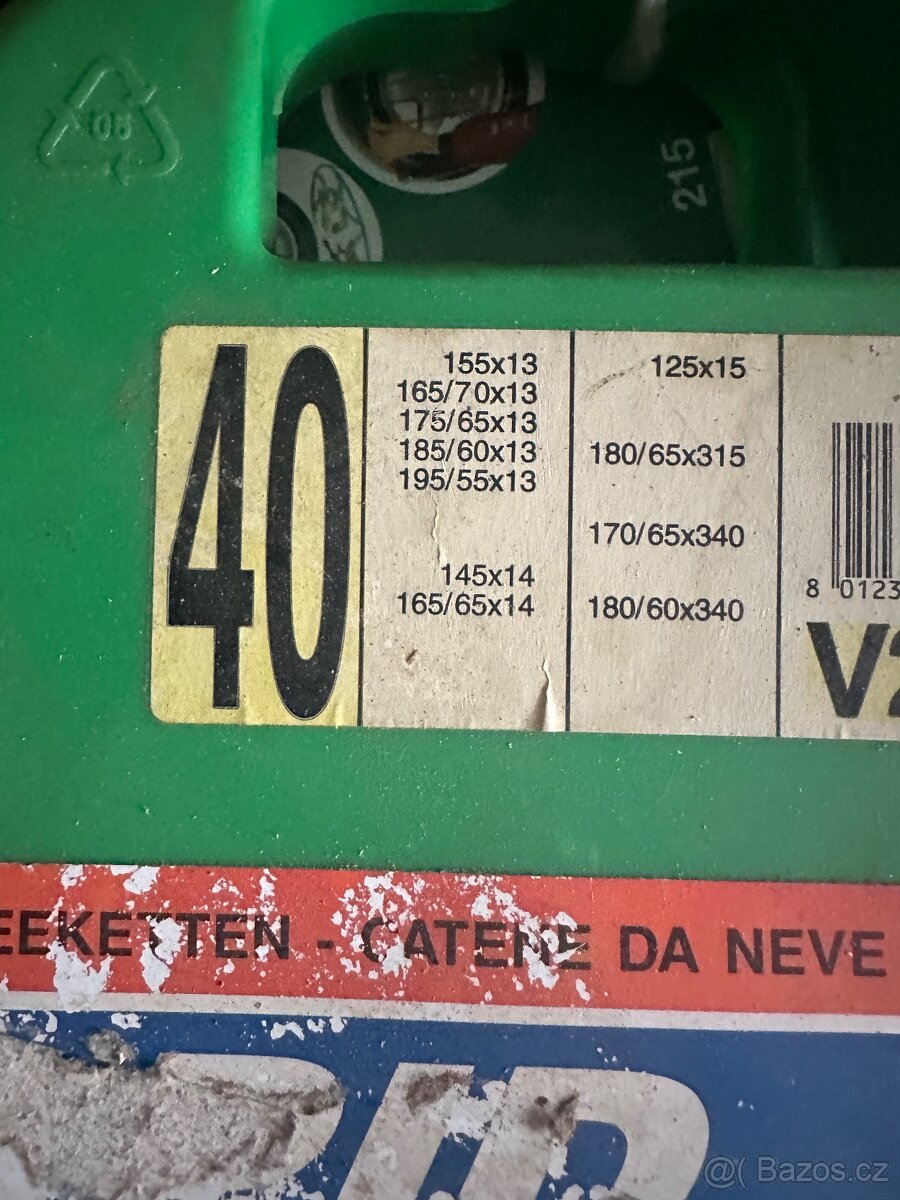 05
215
40
155x13
165/70x13
175/65x13
185/60x13
195/55x13
145x14
165/65x14
125x15
180/65x315
170/65x340
180/60x340
8 0123
V2
EEKETTEN - CATENE DA NEVE
@( Bazos.cz